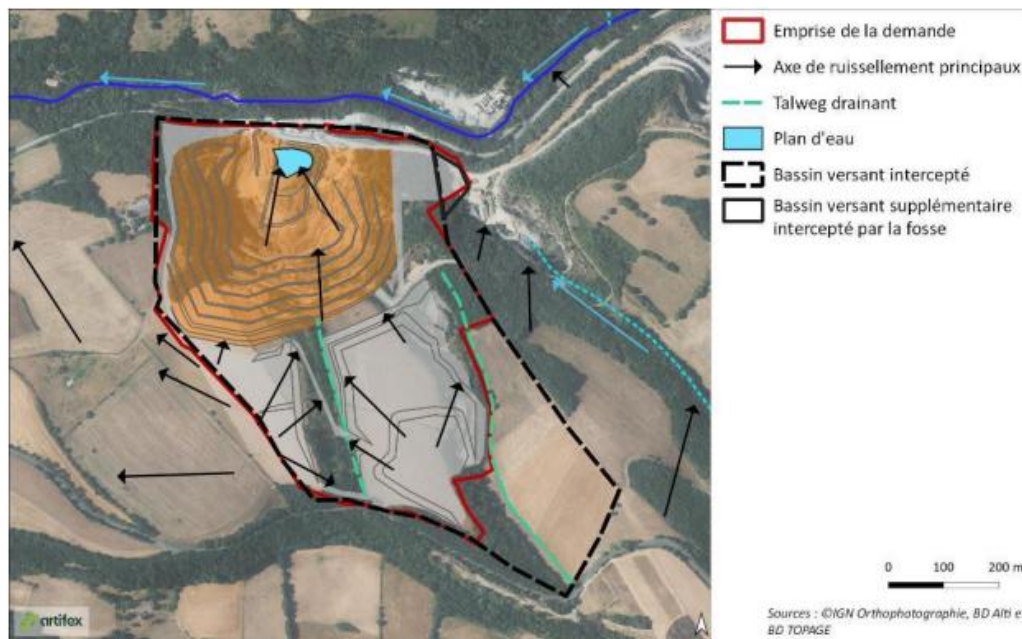 Emprise de la demande
Axe de ruissellement principaux
Talweg drainant
Plan d'eau
Bassin versant intercepté
Bassin versant supplémentaire
intercepté par la fosse
0 100 200 m
Sources : ©IGN Orthophotographie, BD Alti e
BD TOPAGE
artifex